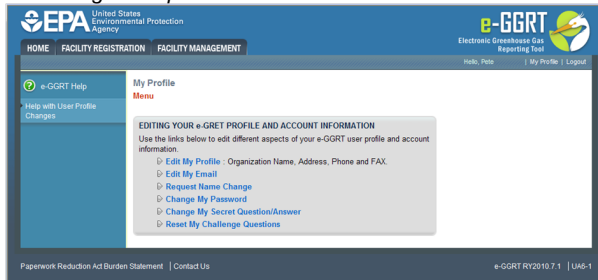 EPA United States Environmental Protection Agency
e-GGRT
Electronic Greenhouse Gas
Reporting Tool
HOME FACILITY REGISTRATION FACILITY MANAGEMENT
Hello, Pete | My Profile | Logout
e-GGRT Help
Help with User Profile
Changes
My Profile
Menu
EDITING YOUR e-GRET PROFILE AND ACCOUNT INFORMATION
Use the links below to edit different aspects of your e-GGRT user profile and account
information.
Edit My Profile : Organization Name, Address, Phone and FAX.
Edit My Email
Request Name Change
Change My Password
Change My Secret Question/Answer
Reset My Challenge Questions
Paperwork Reduction Act Burden Statement | Contact Us
e-GGRT RY2010.7.1 | UA6-1